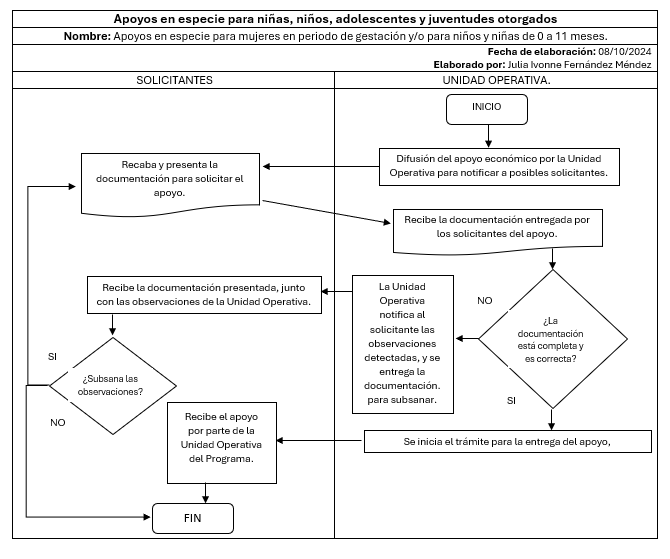 Apoyos en especie para niñas, niños, adolescentes y juventudes otorgados
Nombre: Apoyos en especie para mujeres en periodo de gestación y/o para niños y niñas de 0 a 11 meses.
Fecha de elaboración: 08/10/2024
Elaborado por: Julia Ivonne Fernández Méndez
SOLICITANTES
UNIDAD OPERATIVA.
INICIO
Difusión del apoyo económico por la Unidad
Operativa para notificar a posibles solicitantes.
Recaba y presenta la
documentación para solicitar el
apoyo.
Recibe la documentación entregada por
los solicitantes del apoyo.
¿La
documentación
está completa y
es correcta?
NO
SI
La Unidad
Operativa
notifica al
solicitante las
observaciones
detectadas, y se
entrega la
documentación.
para subsanar.
Recibe la documentación presentada, junto
con las observaciones de la Unidad Operativa.
SI
¿Subsana las
observaciones?
NO
Se inicia el trámite para la entrega del apoyo,
Recibe el apoyo
por parte de la
Unidad Operativa
del Programa.
FIN